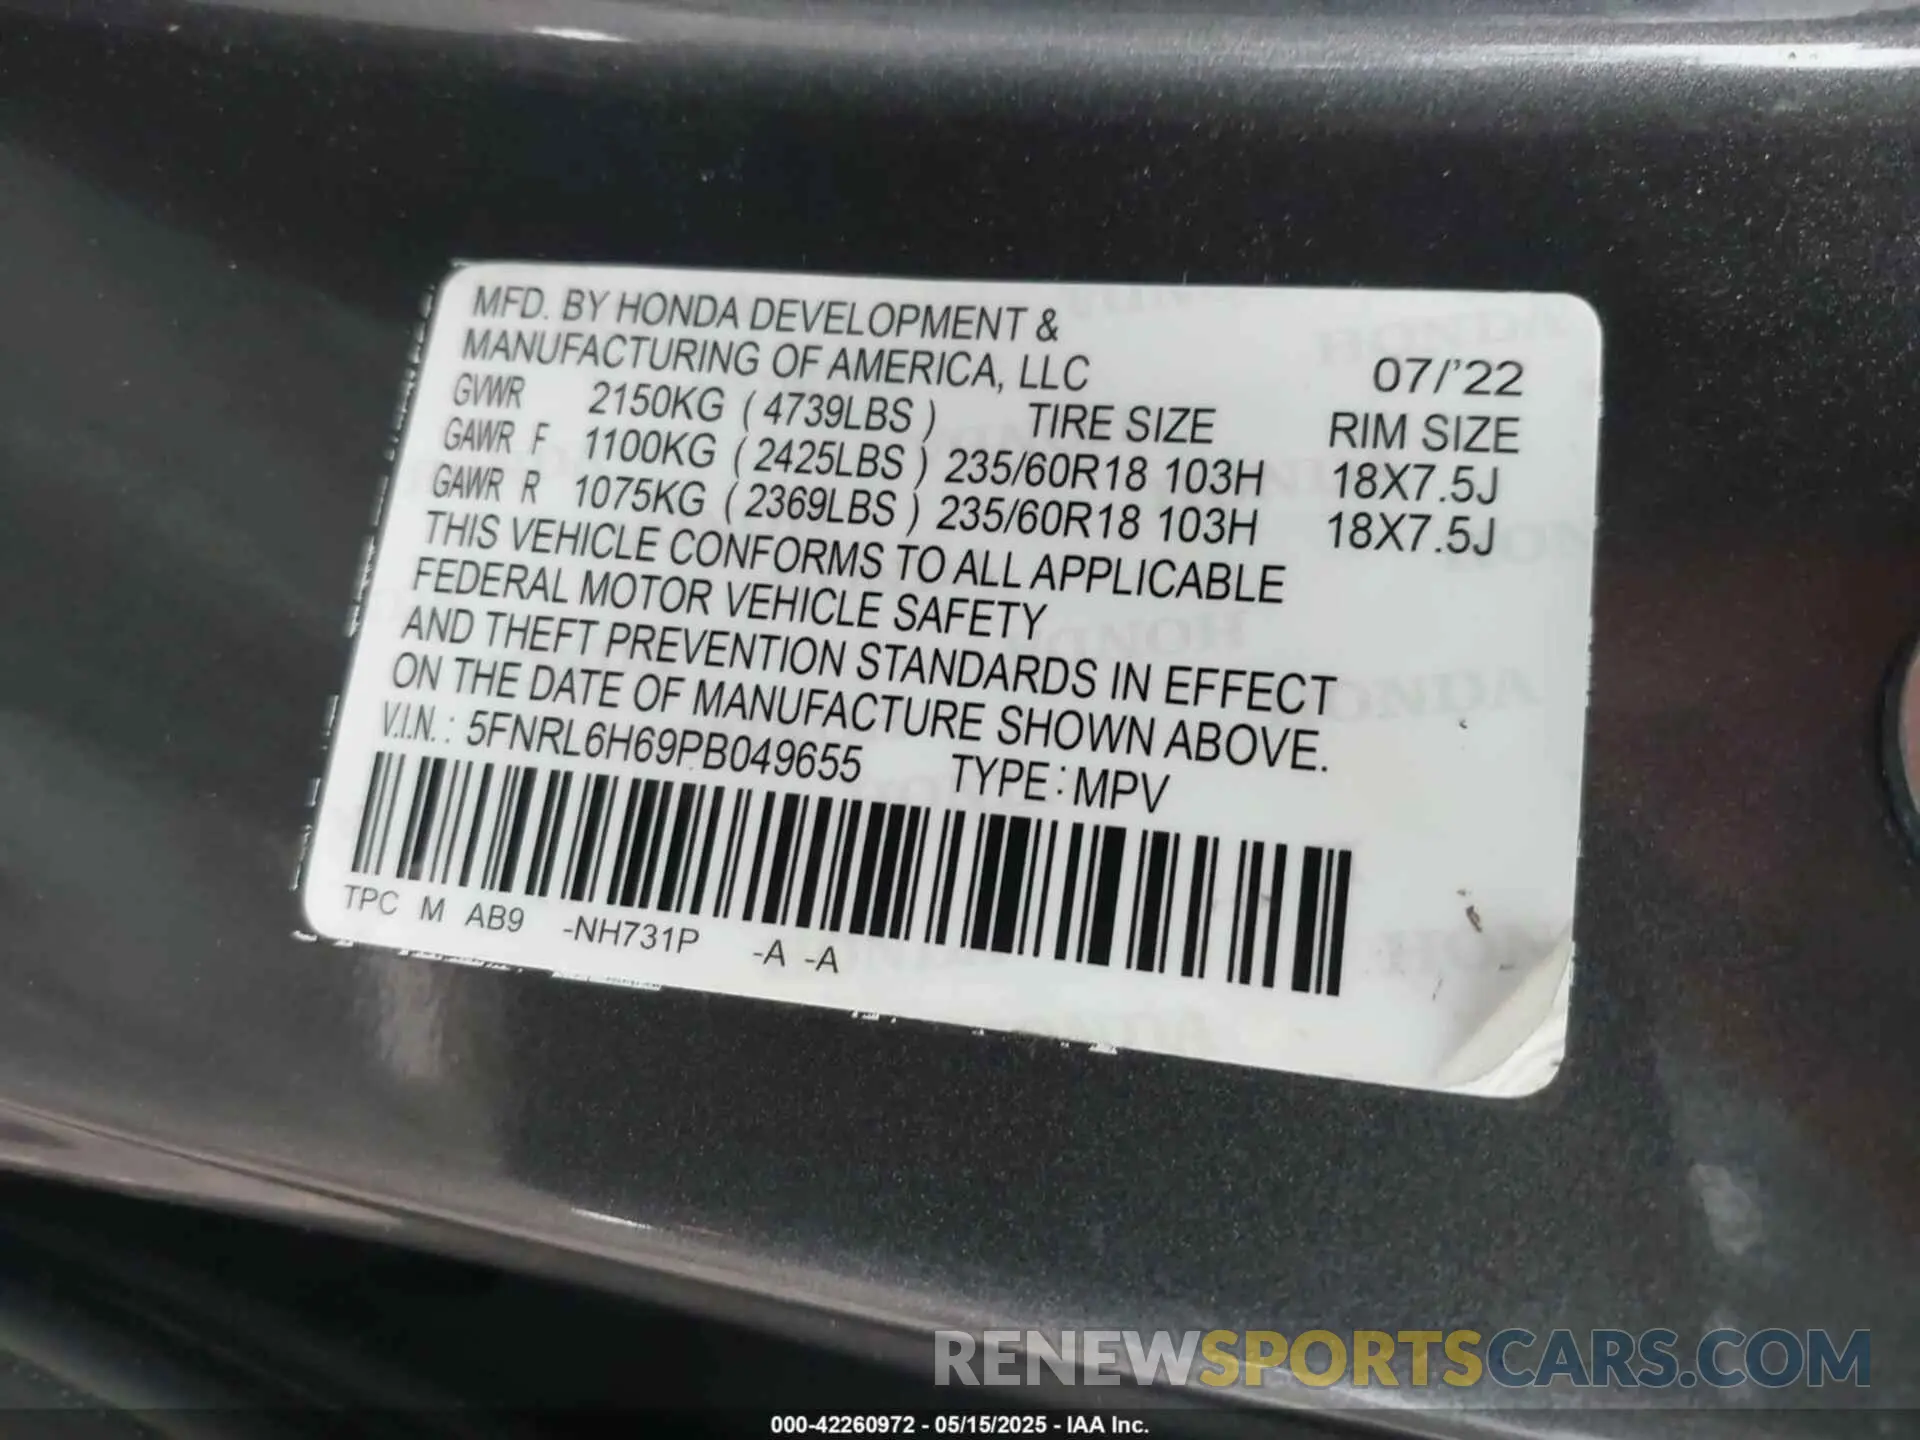 MFD. BY HONDA DEVELOPMENT &
MANUFACTURING OF AMERICA, LLC 07/'22
GVWR 2150KG ( 4739LBS ) TIRE SIZE RIM SIZE
GAWR F 1100KG ( 2425LBS ) 235/60R18 103H 18X7.5J
GAWR R 1075KG ( 2369LBS ) 235/60R18 103H 18X7.5J
THIS VEHICLE CONFORMS TO ALL APPLICABLE
FEDERAL MOTOR VEHICLE SAFETY
AND THEFT PREVENTION STANDARDS IN EFFECT
ON THE DATE OF MANUFACTURE SHOWN ABOVE.
V.I.N. : 5FNRL6H69PB049655 TYPE : MPV
TPC M AB9 -NH731P -A -A
RENEWSPORTSCARS.COM
000-42260972 - 05/15/2025 - IAA Inc.